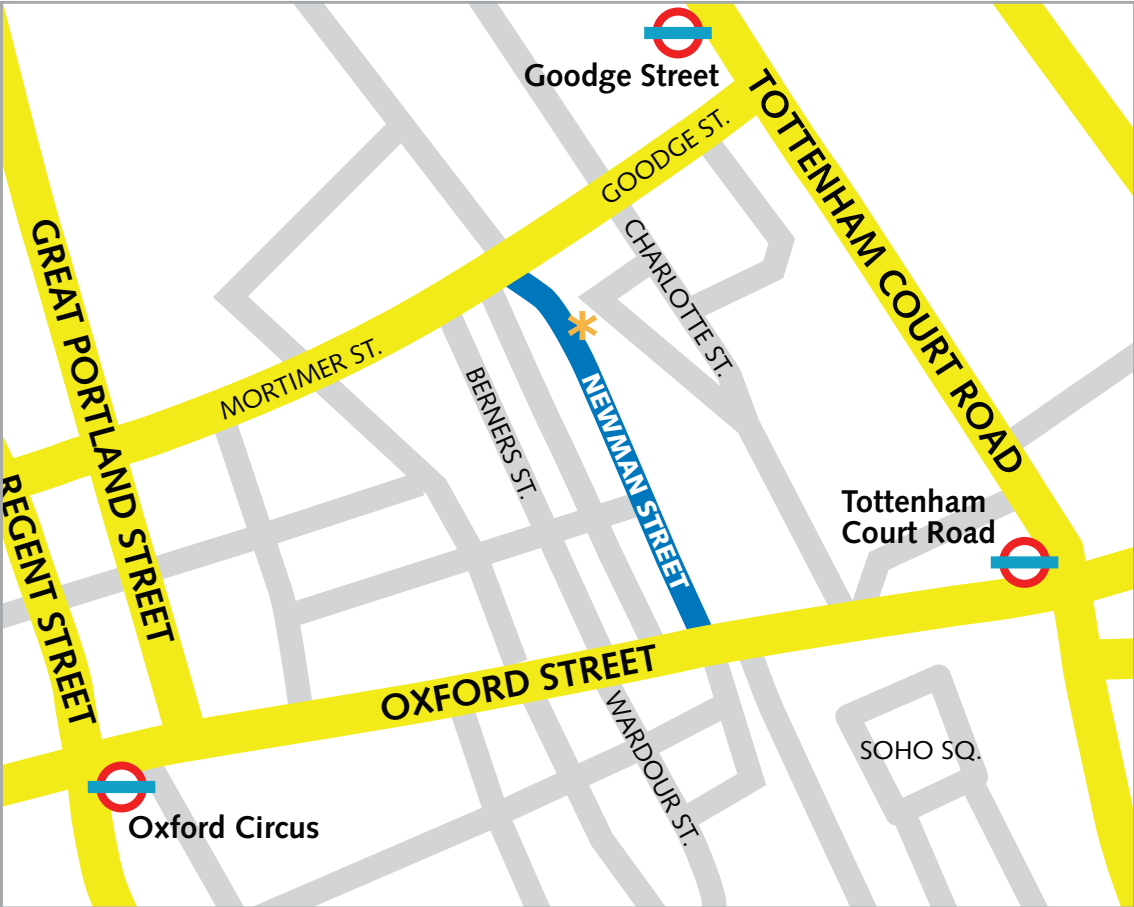 Goodge Street
TOTTENHAM COURT ROAD
GOODGE ST.
CHARLOTTE ST.
GREAT PORTLAND STREET
MORTIMER ST.
BERNERS ST.
NEWMAN STREET
REGENT STREET
Tottenham
Court Road
OXFORD STREET
WARDOUR ST.
SOHO SQ.
Oxford Circus